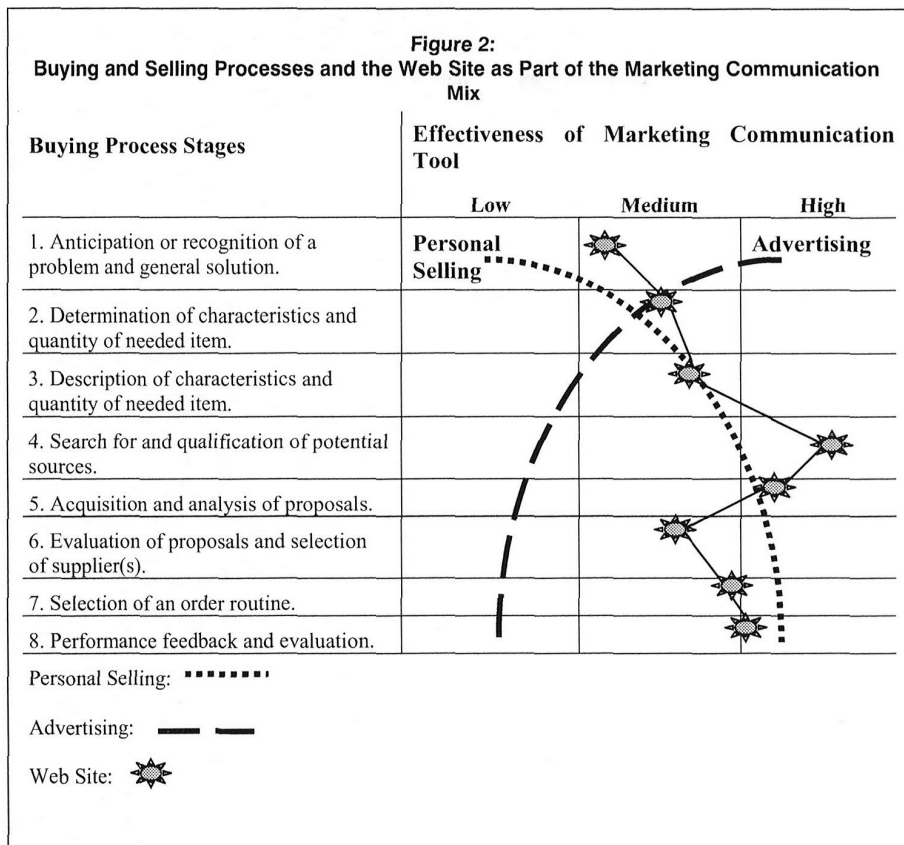 Figure 2:
Buying and Selling Processes and the Web Site as Part of the Marketing Communication
Mix
Buying Process Stages
Effectiveness of Marketing Communication
Tool
Low Medium High
1. Anticipation or recognition of a
problem and general solution.
Personal
Selling
Advertising
2. Determination of characteristics and
quantity of needed item.
3. Description of characteristics and
quantity of needed item.
4. Search for and qualification of potential
sources.
5. Acquisition and analysis of proposals.
6. Evaluation of proposals and selection
of supplier(s).
7. Selection of an order routine.
8. Performance feedback and evaluation.
Personal Selling:
Advertising:
Web Site: